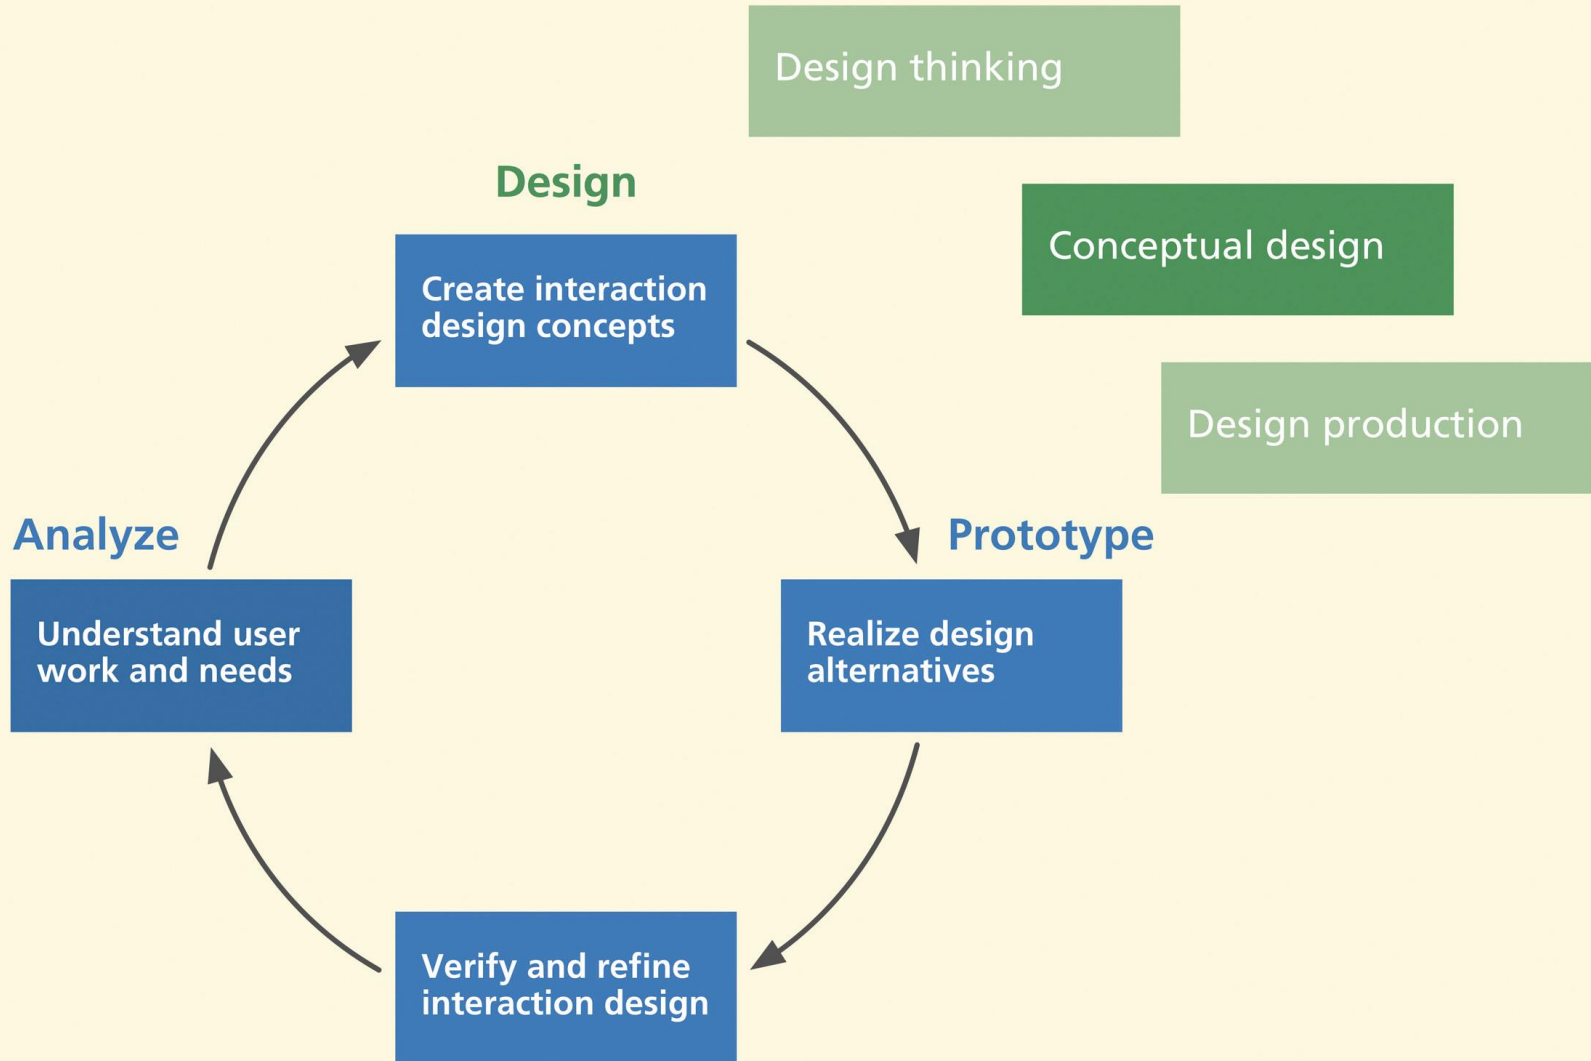 Design thinking
Design
Conceptual design
Create interaction
design concepts
Design production
Analyze
Prototype
Understand user
work and needs
Realize design
alternatives
Verify and refine
interaction design